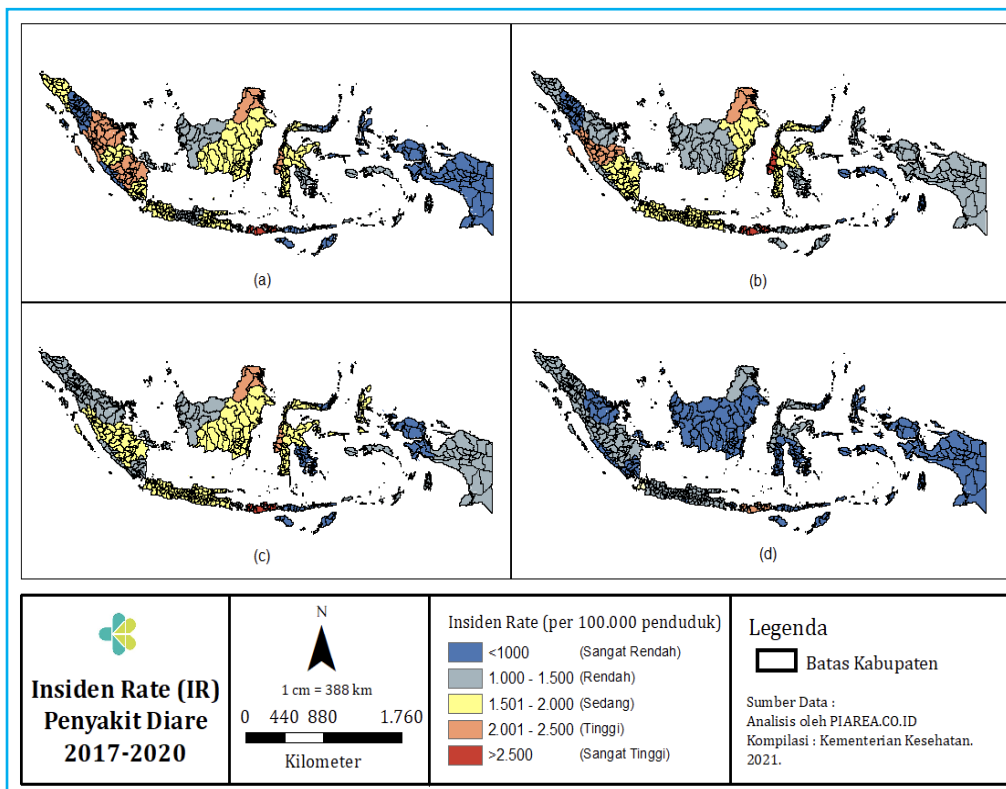 (a)
(b)
(c)
(d)
Insiden Rate (IR)
Penyakit Diare
2017-2020
N
1 cm = 388 km
0 440 880 1.760
Kilometer
Insiden Rate (per 100.000 penduduk)
<1000 (Sangat Rendah)
1.000 - 1.500 (Rendah)
1.501 - 2.000 (Sedang)
2.001 - 2.500 (Tinggi)
>2.500 (Sangat Tinggi)
Legenda
Batas Kabupaten
Sumber Data :
Analisis oleh PIAREA.CO.ID
Kompilasi : Kementerian Kesehatan.
2021.